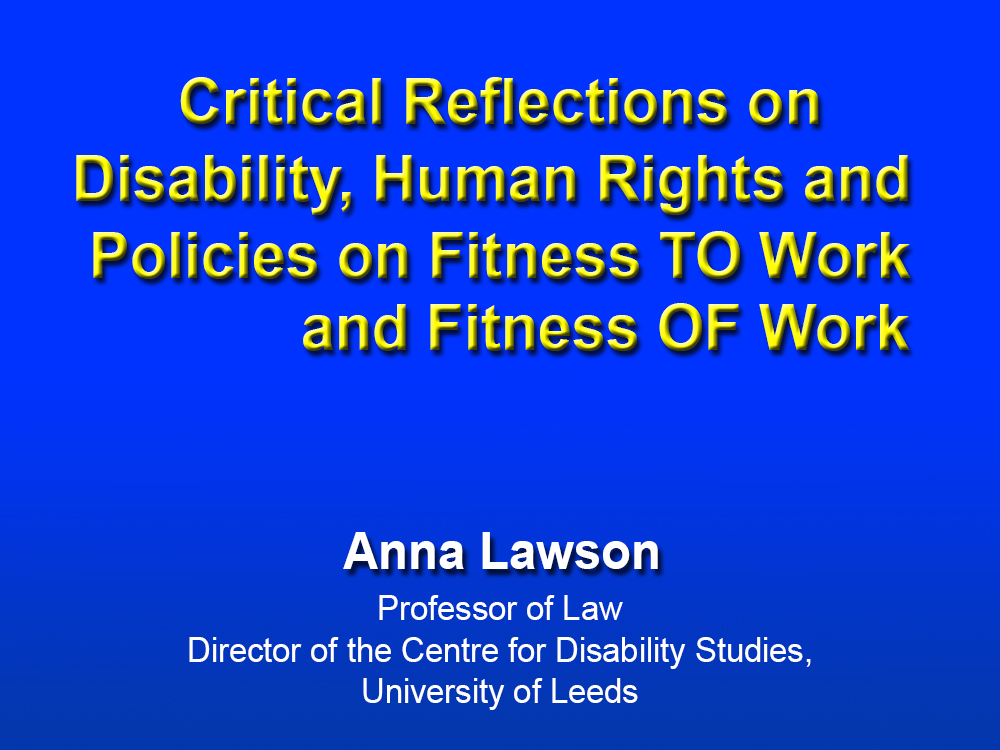 Critical Reflections on
Disability, Human Rights and
Policies on Fitness TO Work
and Fitness OF Work
Anna Lawson
Professor of Law
Director of the Centre for Disability Studies,
University of Leeds